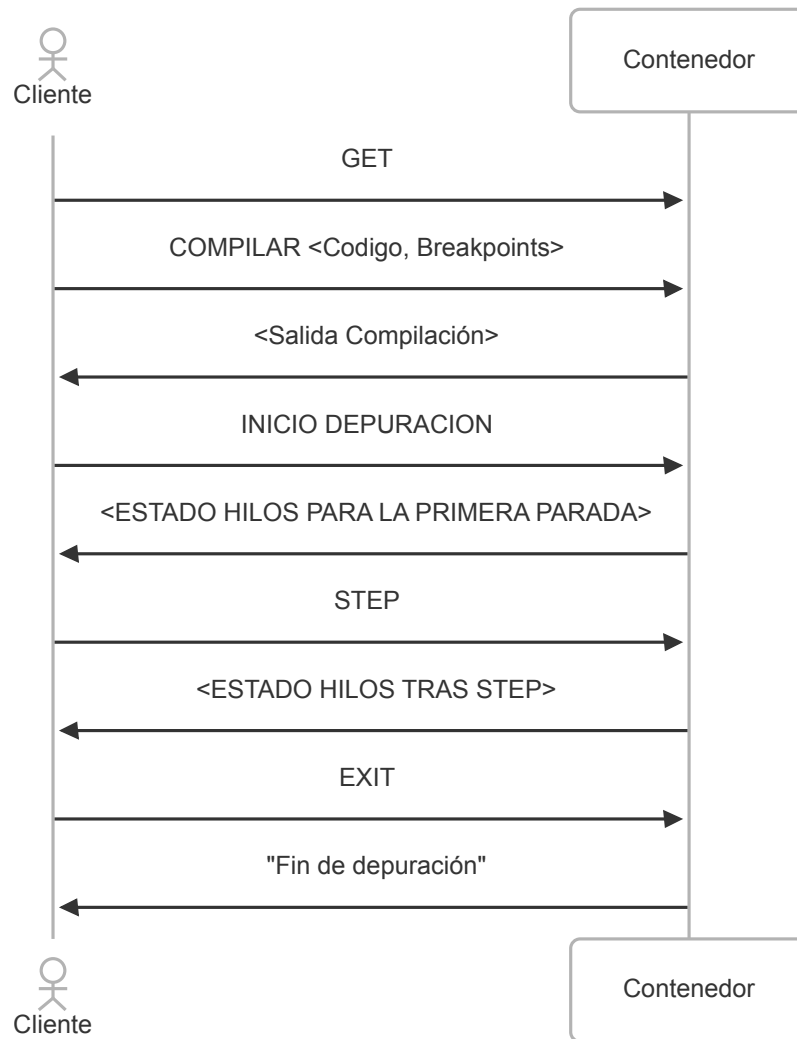 Cliente
Contenedor
GET
COMPILAR <Codigo, Breakpoints>
<Salida Compilación>
INICIO DEPURACION
<ESTADO HILOS PARA LA PRIMERA PARADA>
STEP
<ESTADO HILOS TRAS STEP>
EXIT
"Fin de depuración"
Cliente
Contenedor